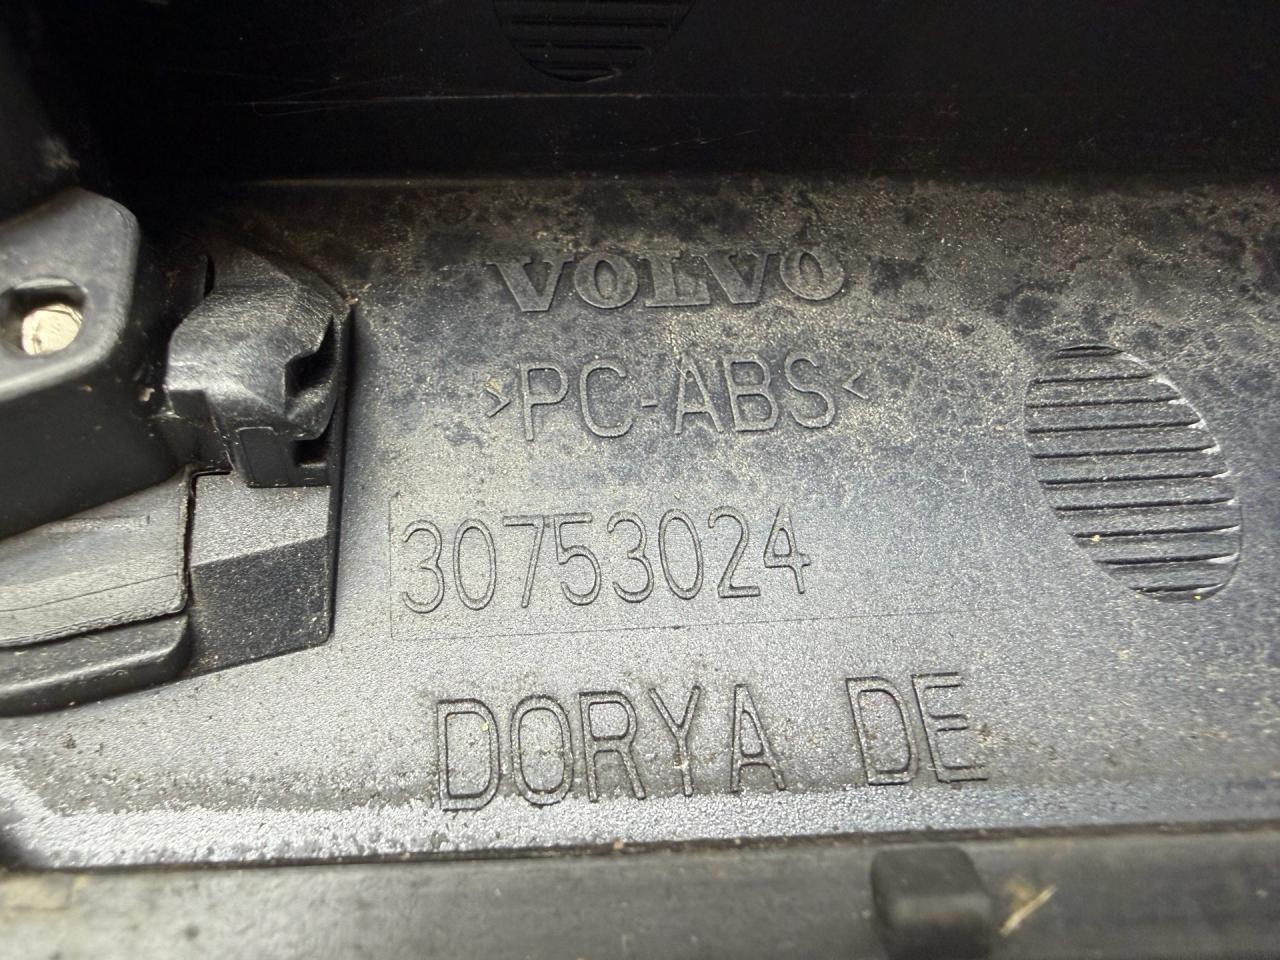 VOLVO
>PC-ABS<
30753024
DORYA DE